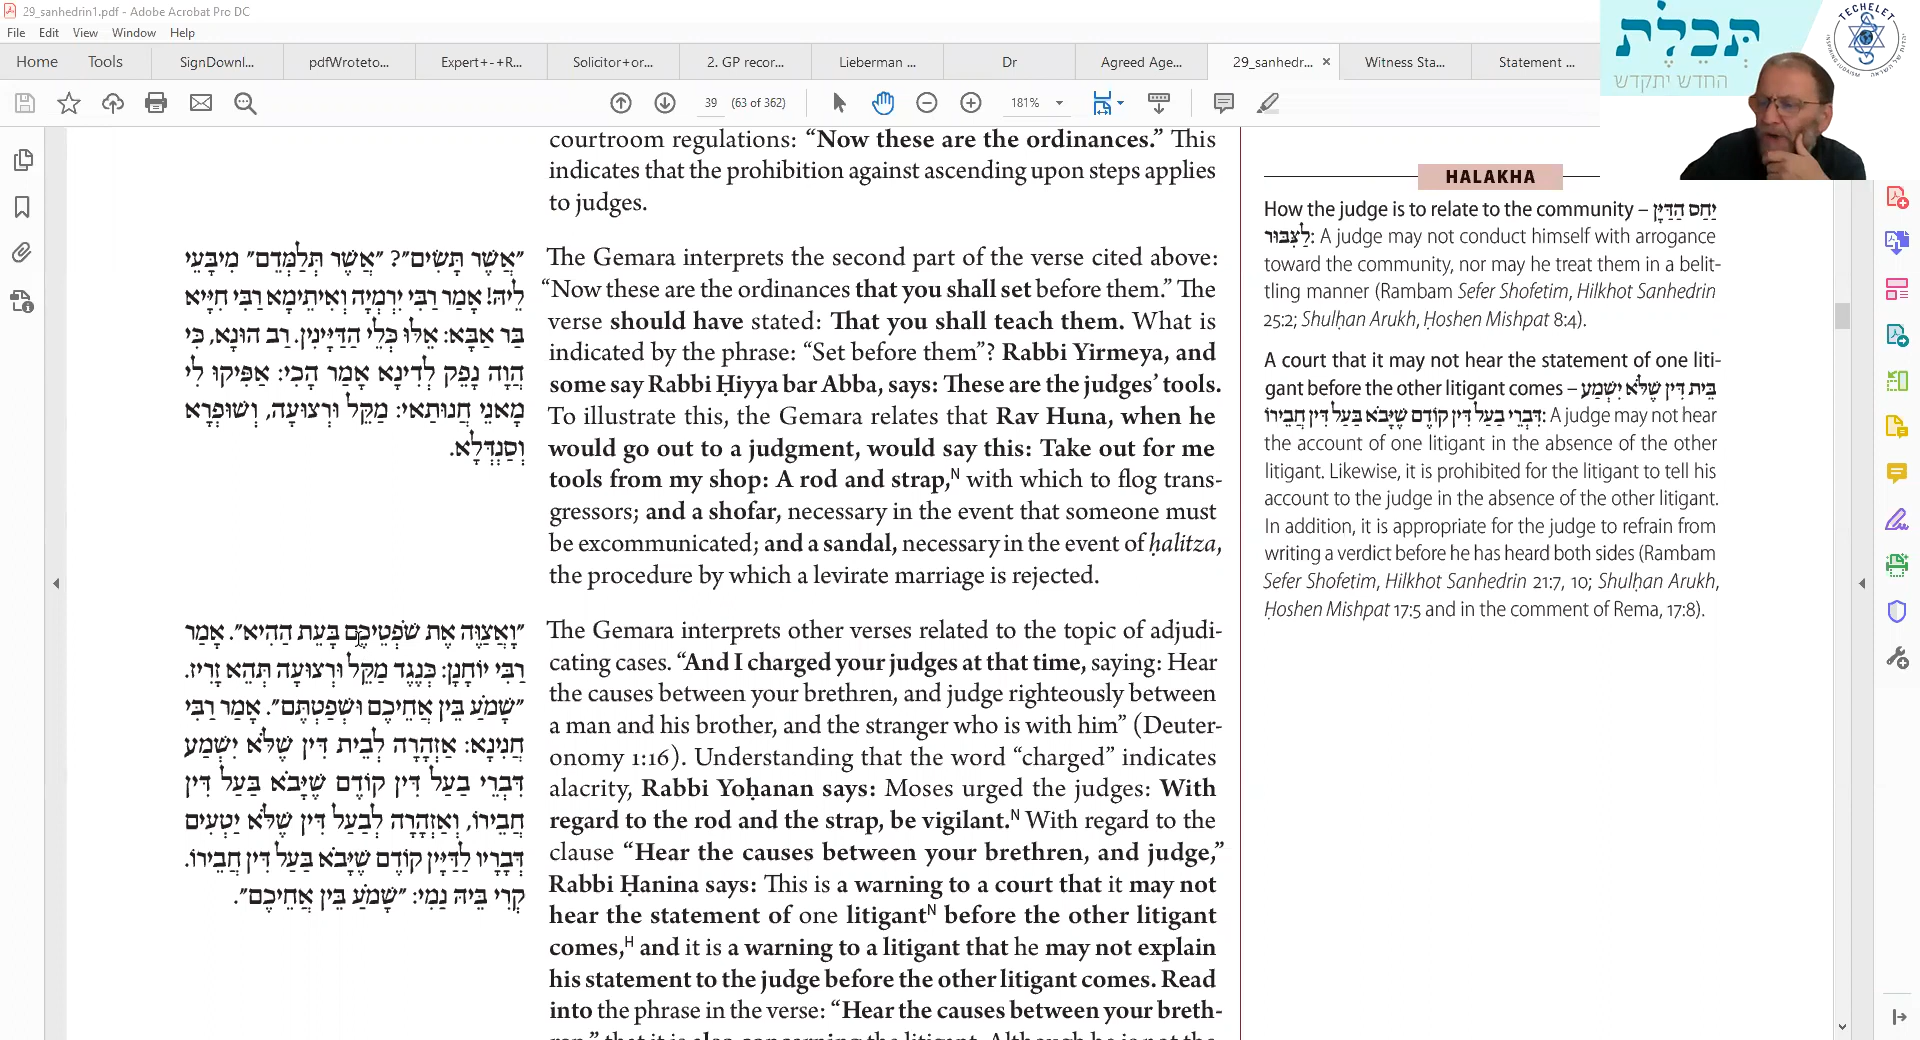 29_sanhedrin1.pdf - Adobe Acrobat Pro DC
File Edit View Window Help
Home Tools SignDownl... pdfWroteto... Expert+-+R... Solicitor+or... 2. GP recor... Lieberman ... Dr Agreed Age... 29_sanhedr... × Witness Sta... Statement ...
39 (63 of 362) 181%
תְּכֵלֶת
החדש יתקדש
TECHELET
courtroom regulations: “Now these are the ordinances.” This
indicates that the prohibition against ascending upon steps applies
to judges.
״אֲשֶׁר תָּשִׂים״? ״אֲשֶׁר תְּלַמְּדֵם״ מִיבָּעֵי
לֵיהּ! אָמַר רַבִּי יִרְמְיָה וְאִיתֵּימָא רַבִּי חִיָּיא
בַּר אַבָּא: אֵלּוּ כְּלֵי הַדַּיָּינִין. רַב הוּנָא, כִּי
הֲוָה נָפֵק לְדִינָא אָמַר הָכִי: אַפִּיקוּ לִי
מָאנֵי חֲנוּתַאי: מַקֵּל וּרְצוּעָה, וְשׁוֹפְרָא
וְסַנְדְּלָא.
The Gemara interprets the second part of the verse cited above:
“Now these are the ordinances that you shall set before them.” The
verse should have stated: That you shall teach them. What is
indicated by the phrase: “Set before them”? Rabbi Yirmeya, and
some say Rabbi Ḥiyya bar Abba, says: These are the judges’ tools.
To illustrate this, the Gemara relates that Rav Huna, when he
would go out to a judgment, would say this: Take out for me
tools from my shop: A rod and strap,ᴺ with which to flog trans-
gressors; and a shofar, necessary in the event that someone must
be excommunicated; and a sandal, necessary in the event of ḥalitza,
the procedure by which a levirate marriage is rejected.
״וָאֲצַוֶּה אֶת שֹׁפְטֵיכֶם בָּעֵת הַהִיא״. אָמַר
רַבִּי יוֹחָנָן: כְּנֶגֶד מַקֵּל וּרְצוּעָה תְּהֵא זָרִיז.
״שָׁמֹעַ בֵּין אֲחֵיכֶם וּשְׁפַטְתֶּם״. אָמַר רַבִּי
חֲנִינָא: אַזְהָרָה לְבֵית דִּין שֶׁלֹּא יִשְׁמַע
דִּבְרֵי בַּעַל דִּין קוֹדֶם שֶׁיָּבֹא בַּעַל דִּין
חֲבֵירוֹ, וְאַזְהָרָה לְבַעַל דִּין שֶׁלֹּא יַטְעִים
דְּבָרָיו לַדַּיָּין קוֹדֶם שֶׁיָּבֹא בַּעַל דִּין חֲבֵירוֹ.
קְרִי בֵּיהּ נַמִי: ״שָׁמֹעַ בֵּין אֲחֵיכֶם״.
The Gemara interprets other verses related to the topic of adjudi-
cating cases. “And I charged your judges at that time, saying: Hear
the causes between your brethren, and judge righteously between
a man and his brother, and the stranger who is with him” (Deuter-
onomy 1:16). Understanding that the word “charged” indicates
alacrity, Rabbi Yoḥanan says: Moses urged the judges: With
regard to the rod and the strap, be vigilant.ᴺ With regard to the
clause “Hear the causes between your brethren, and judge,”
Rabbi Ḥanina says: This is a warning to a court that it may not
hear the statement of one litigantᴺ before the other litigant
comes,ᴴ and it is a warning to a litigant that he may not explain
his statement to the judge before the other litigant comes. Read
into the phrase in the verse: “Hear the causes between your breth-
HALAKHA
How the judge is to relate to the community – יַחַס הַדַּיָּן
לַצִּבּוּר: A judge may not conduct himself with arrogance
toward the community, nor may he treat them in a belit-
tling manner (Rambam Sefer Shofetim, Hilkhot Sanhedrin
25:2; Shulḥan Arukh, Ḥoshen Mishpat 8:4).
A court that it may not hear the statement of one liti-
gant before the other litigant comes – בֵּית דִּין שֶׁלֹּא יִשְׁמַע
דִּבְרֵי בַּעַל דִּין קוֹדֶם שֶׁיָּבֹא בַּעַל דִּין חֲבֵירוֹ: A judge may not hear
the account of one litigant in the absence of the other
litigant. Likewise, it is prohibited for the litigant to tell his
account to the judge in the absence of the other litigant.
In addition, it is appropriate for the judge to refrain from
writing a verdict before he has heard both sides (Rambam
Sefer Shofetim, Hilkhot Sanhedrin 21:7, 10; Shulḥan Arukh,
Ḥoshen Mishpat 17:5 and in the comment of Rema, 17:8).